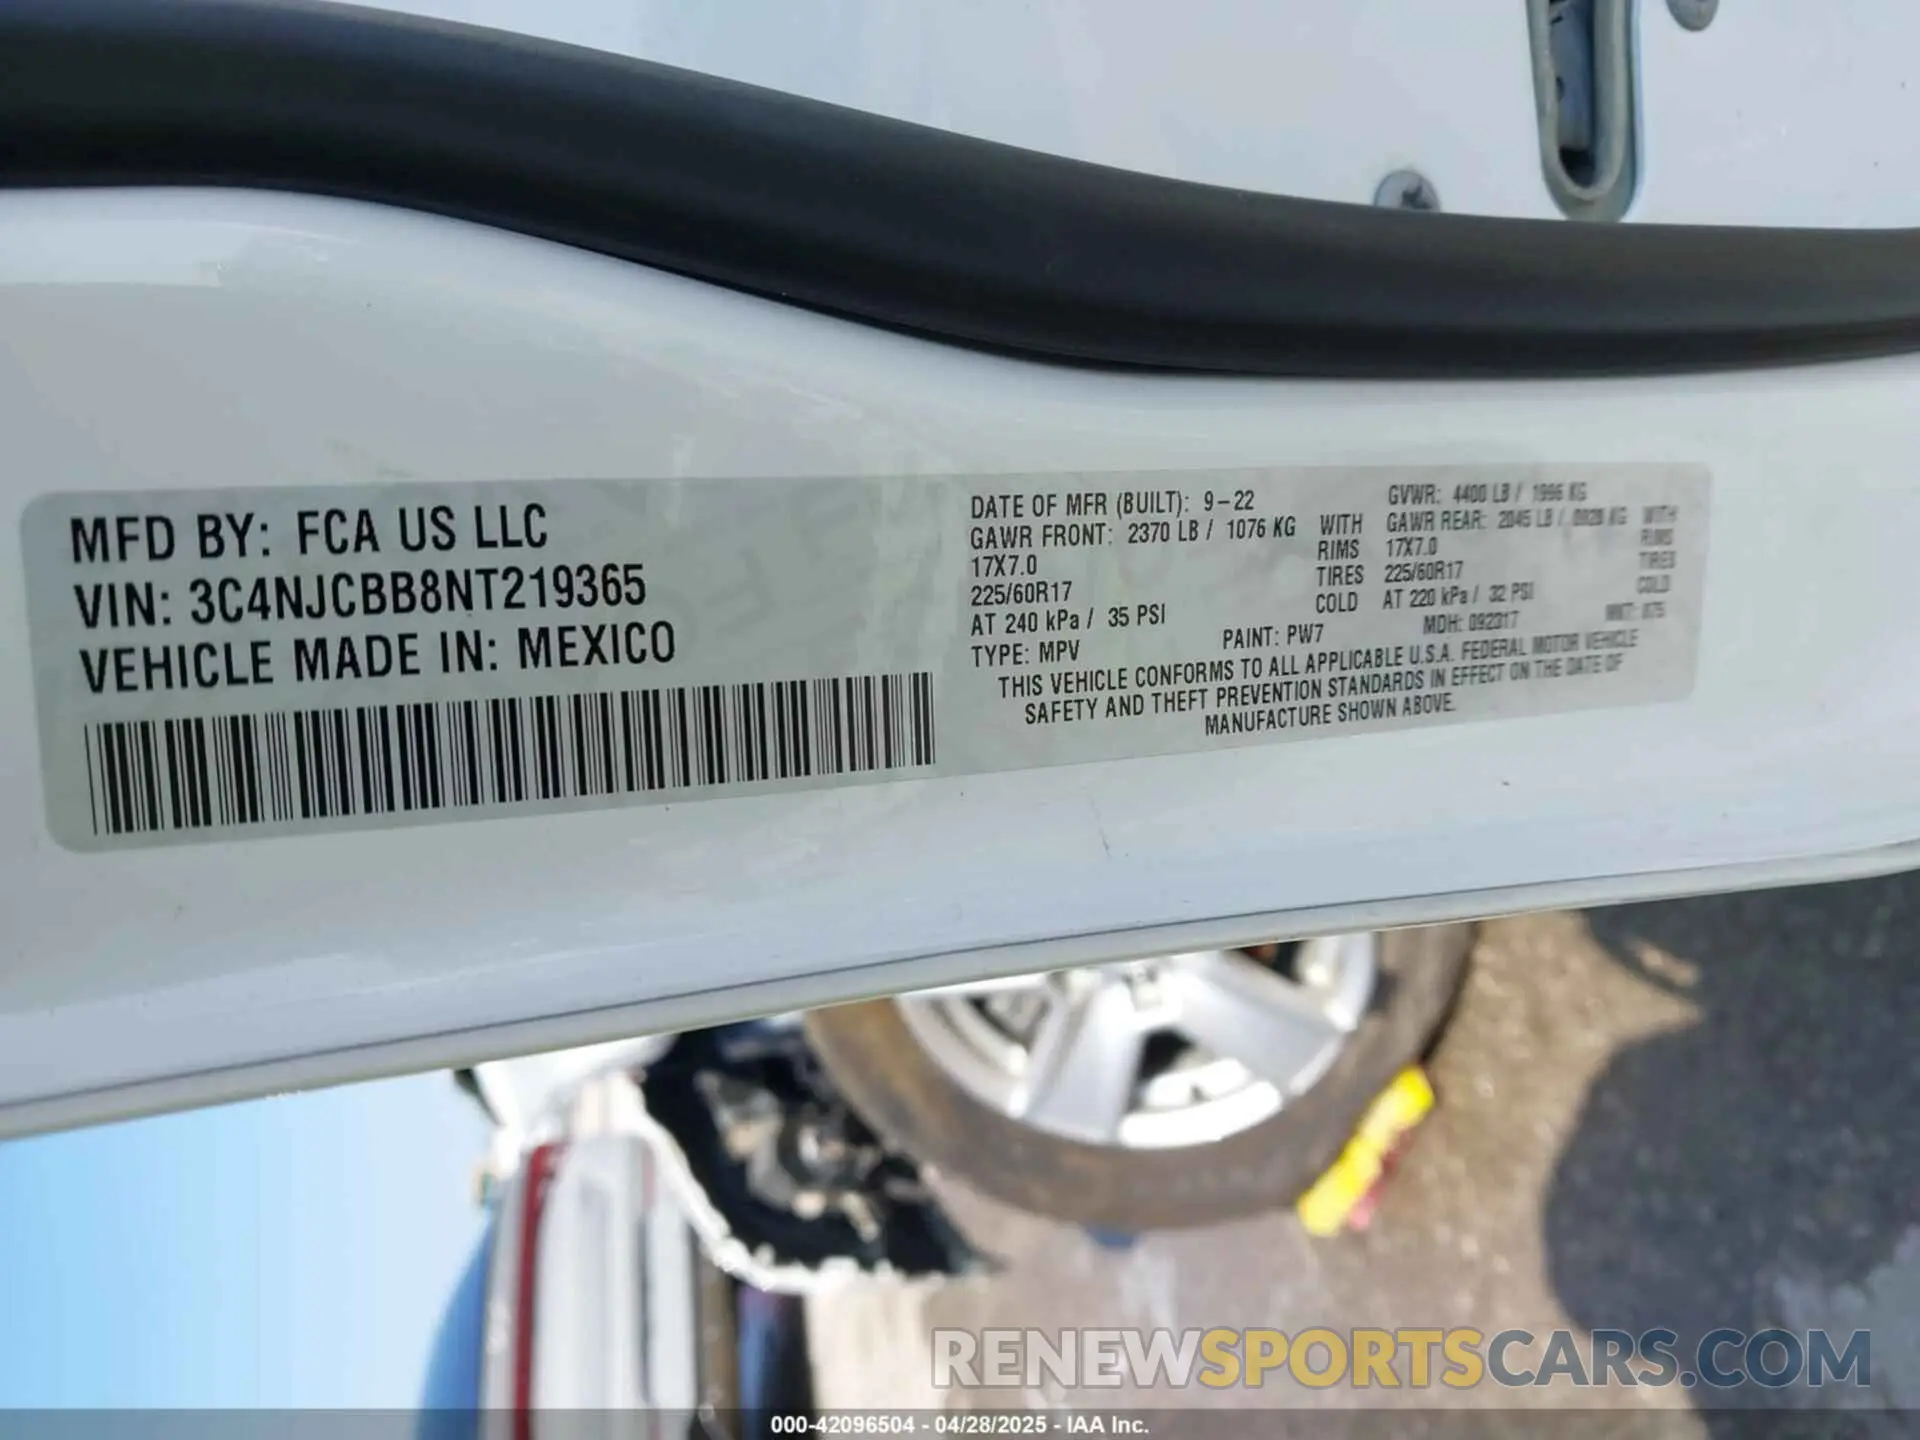 MFD BY: FCA US LLC
VIN: 3C4NJCBB8NT219365
VEHICLE MADE IN: MEXICO
DATE OF MFR (BUILT): 9-22
GAWR FRONT: 2370 LB / 1076 KG WITH
17X7.0 RIMS
225/60R17 TIRES
AT 240 kPa / 35 PSI COLD
TYPE: MPV PAINT: PW7
GVWR: 4400 LB / 1996 KG
GAWR REAR: 2045 LB / 0928 KG WITH
17X7.0 RIMS
225/60R17 TIRES
AT 220 kPa / 32 PSI COLD
MDH: 092317
THIS VEHICLE CONFORMS TO ALL APPLICABLE U.S.A. FEDERAL MOTOR VEHICLE
SAFETY AND THEFT PREVENTION STANDARDS IN EFFECT ON THE DATE OF
MANUFACTURE SHOWN ABOVE.
RENEWSPORTSCARS.COM
000-42096504 - 04/28/2025 - IAA Inc.